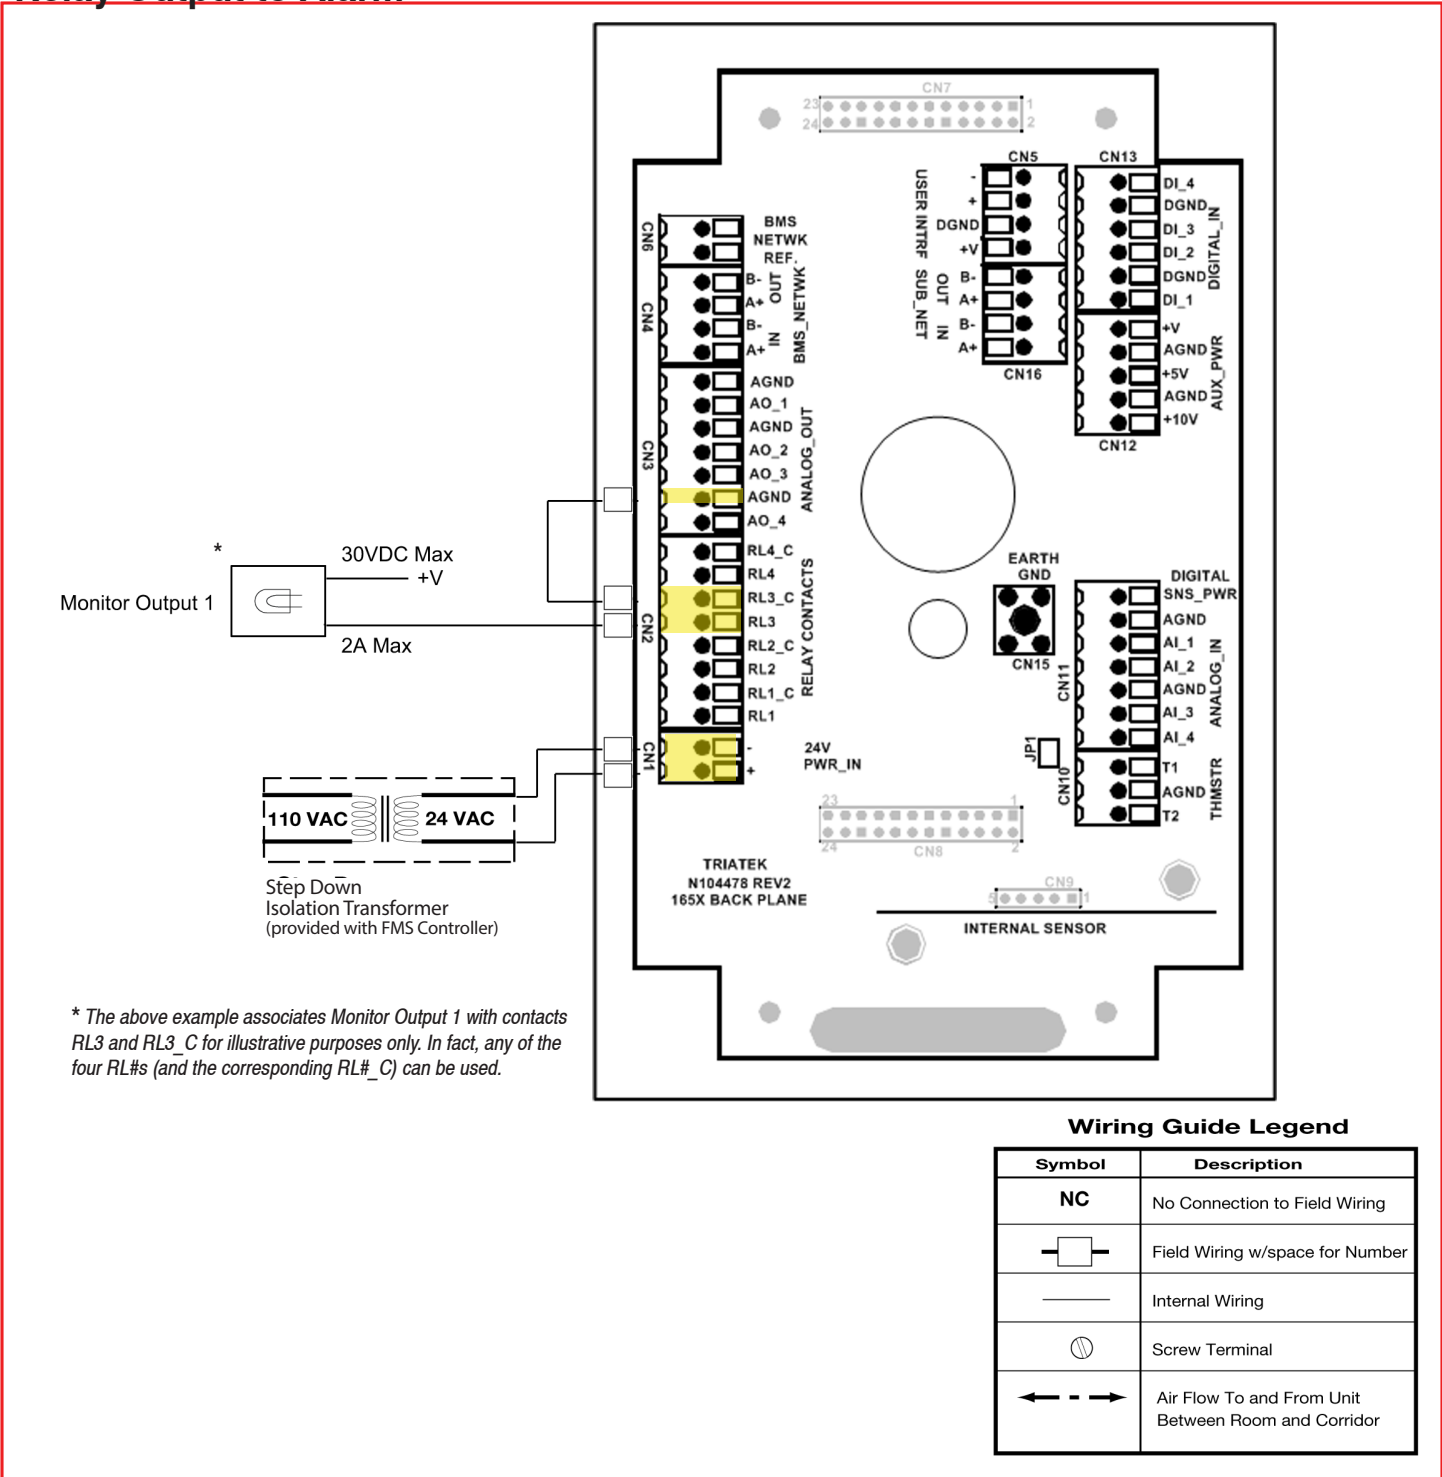 Relay Output to Alarm
CN7
23
1
24
2
CN5
CN13
-
+
DGND
+V
USER INTRF
DI_4
DGND
DI_3
DI_2
DGND
DI_1
DIGITAL_IN
CN6
BMS
NETWK
REF.
CN4
B-
A+
B-
A+
OUT
IN
BMS_NETWK
B-
A+
B-
A+
OUT
IN
SUB_NET
CN16
+V
AGND
+5V
AGND
+10V
AUX_PWR
CN12
CN3
AGND
AO_1
AGND
AO_2
AO_3
AGND
AO_4
ANALOG_OUT
*
30VDC Max
+V
Monitor Output 1
2A Max
CN2
RL4_C
RL4
RL3_C
RL3
RL2_C
RL2
RL1_C
RL1
RELAY CONTACTS
EARTH
GND
CN15
DIGITAL
SNS_PWR
AGND
AI_1
AI_2
AGND
AI_3
AI_4
CN11
ANALOG_IN
CN1
-
+
24V
PWR_IN
JP1
CN10
T1
AGND
T2
THMSTR
110 VAC
24 VAC
Step Down
Isolation Transformer
(provided with FMS Controller)
23
1
24
2
CN8
TRIATEK
N104478 REV2
165X BACK PLANE
CN9
5
1
INTERNAL SENSOR
* The above example associates Monitor Output 1 with contacts
RL3 and RL3_C for illustrative purposes only. In fact, any of the
four RL#s (and the corresponding RL#_C) can be used.
Wiring Guide Legend
Symbol
Description
NC
No Connection to Field Wiring
Field Wiring w/space for Number
Internal Wiring
Screw Terminal
Air Flow To and From Unit
Between Room and Corridor